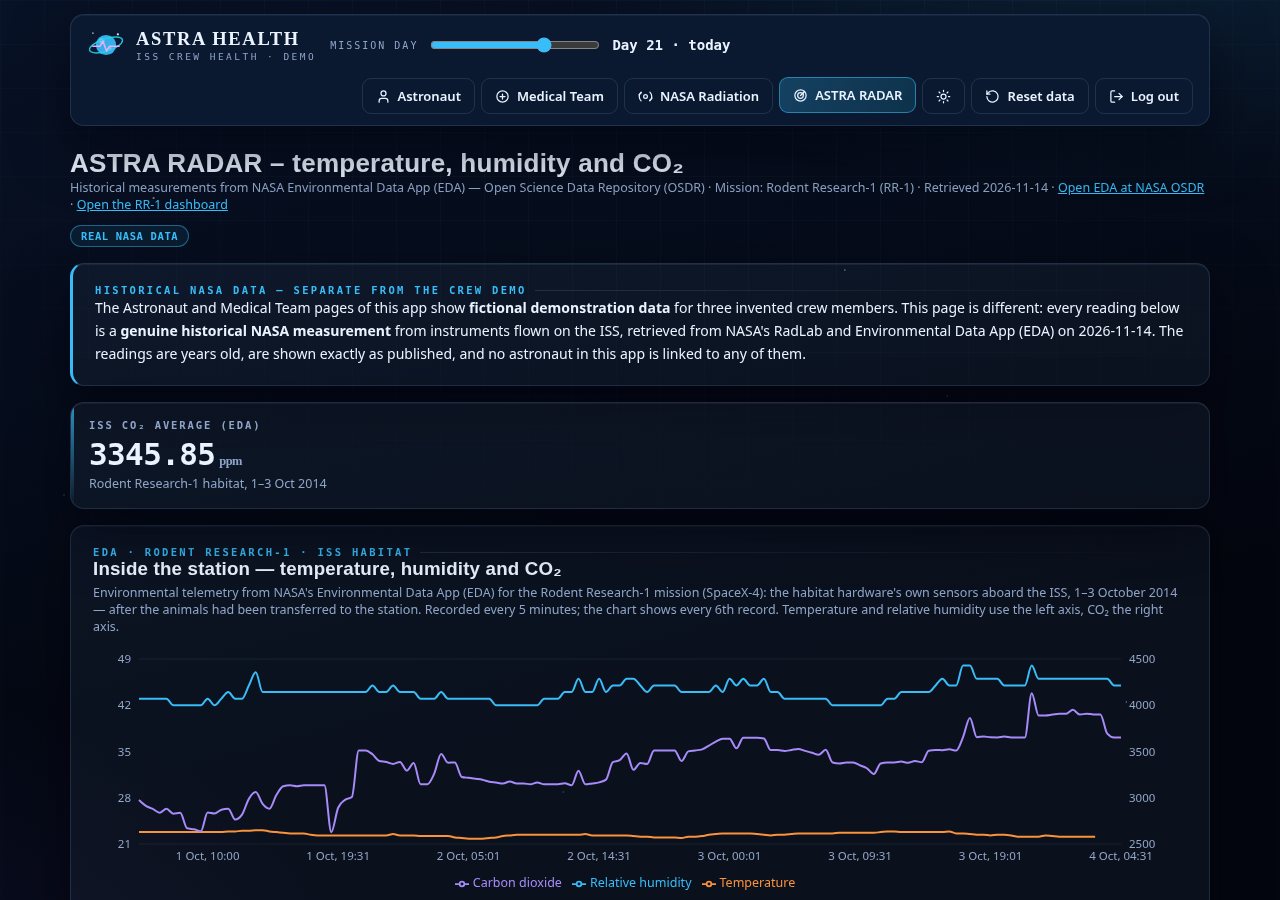 ASTRA HEALTH
ISS CREW HEALTH · DEMO
MISSION DAY
Day 21 · today
Astronaut
Medical Team
NASA Radiation
ASTRA RADAR
Reset data
Log out
ASTRA RADAR – temperature, humidity and CO₂
Historical measurements from NASA Environmental Data App (EDA) — Open Science Data Repository (OSDR) · Mission: Rodent Research-1 (RR-1) · Retrieved 2026-11-14 · Open EDA at NASA OSDR
· Open the RR-1 dashboard
REAL NASA DATA
HISTORICAL NASA DATA — SEPARATE FROM THE CREW DEMO
The Astronaut and Medical Team pages of this app show fictional demonstration data for three invented crew members. This page is different: every reading below
is a genuine historical NASA measurement from instruments flown on the ISS, retrieved from NASA's RadLab and Environmental Data App (EDA) on 2026-11-14. The
readings are years old, are shown exactly as published, and no astronaut in this app is linked to any of them.
ISS CO₂ AVERAGE (EDA)
3345.85 ppm
Rodent Research-1 habitat, 1–3 Oct 2014
EDA · RODENT RESEARCH-1 · ISS HABITAT
Inside the station — temperature, humidity and CO₂
Environmental telemetry from NASA's Environmental Data App (EDA) for the Rodent Research-1 mission (SpaceX-4): the habitat hardware's own sensors aboard the ISS, 1–3 October 2014
— after the animals had been transferred to the station. Recorded every 5 minutes; the chart shows every 6th record. Temperature and relative humidity use the left axis, CO₂ the right
axis.
49
42
35
28
21
4500
4000
3500
3000
2500
1 Oct, 10:00
1 Oct, 19:31
2 Oct, 05:01
2 Oct, 14:31
3 Oct, 00:01
3 Oct, 09:31
3 Oct, 19:01
4 Oct, 04:31
Carbon dioxide
Relative humidity
Temperature